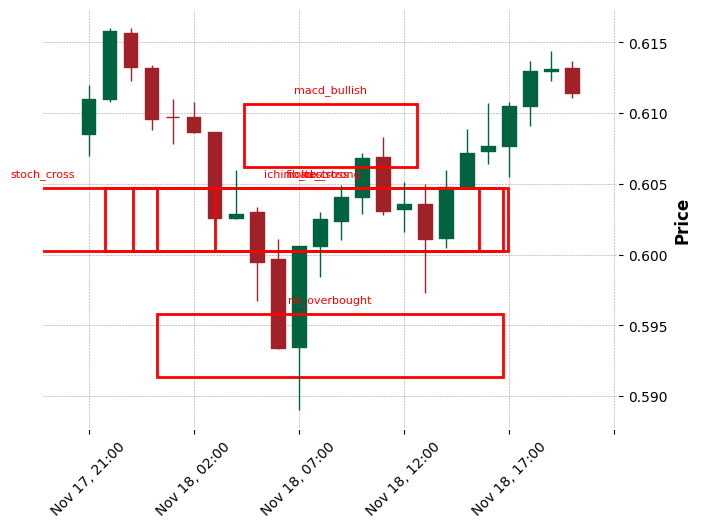 0.615
macd_bullish
0.610
stoch_cross
0.605
Price
0.600
rsi_overbought
0.595
0.590
Nov 17, 21:00
Nov 18, 02:00
Nov 18, 07:00
Nov 18, 12:00
Nov 18, 17:00